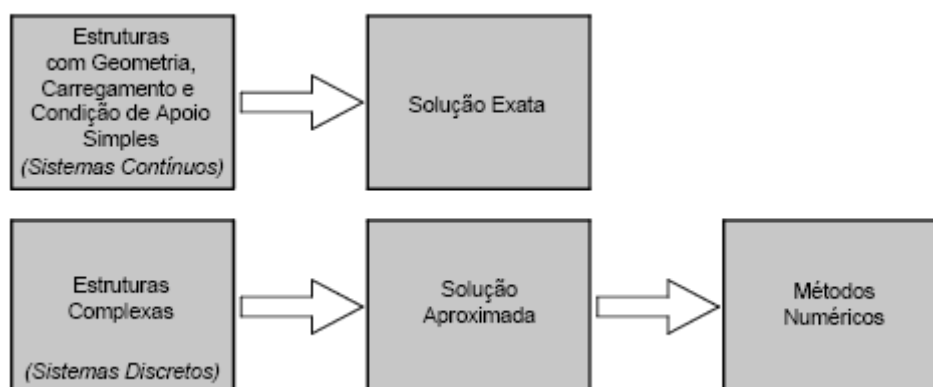 Estruturas
com Geometria,
Carregamento e
Condição de Apoio
Simples
(Sistemas Contínuos)
Solução Exata
Estruturas
Complexas
(Sistemas Discretos)
Solução
Aproximada
Métodos
Numéricos